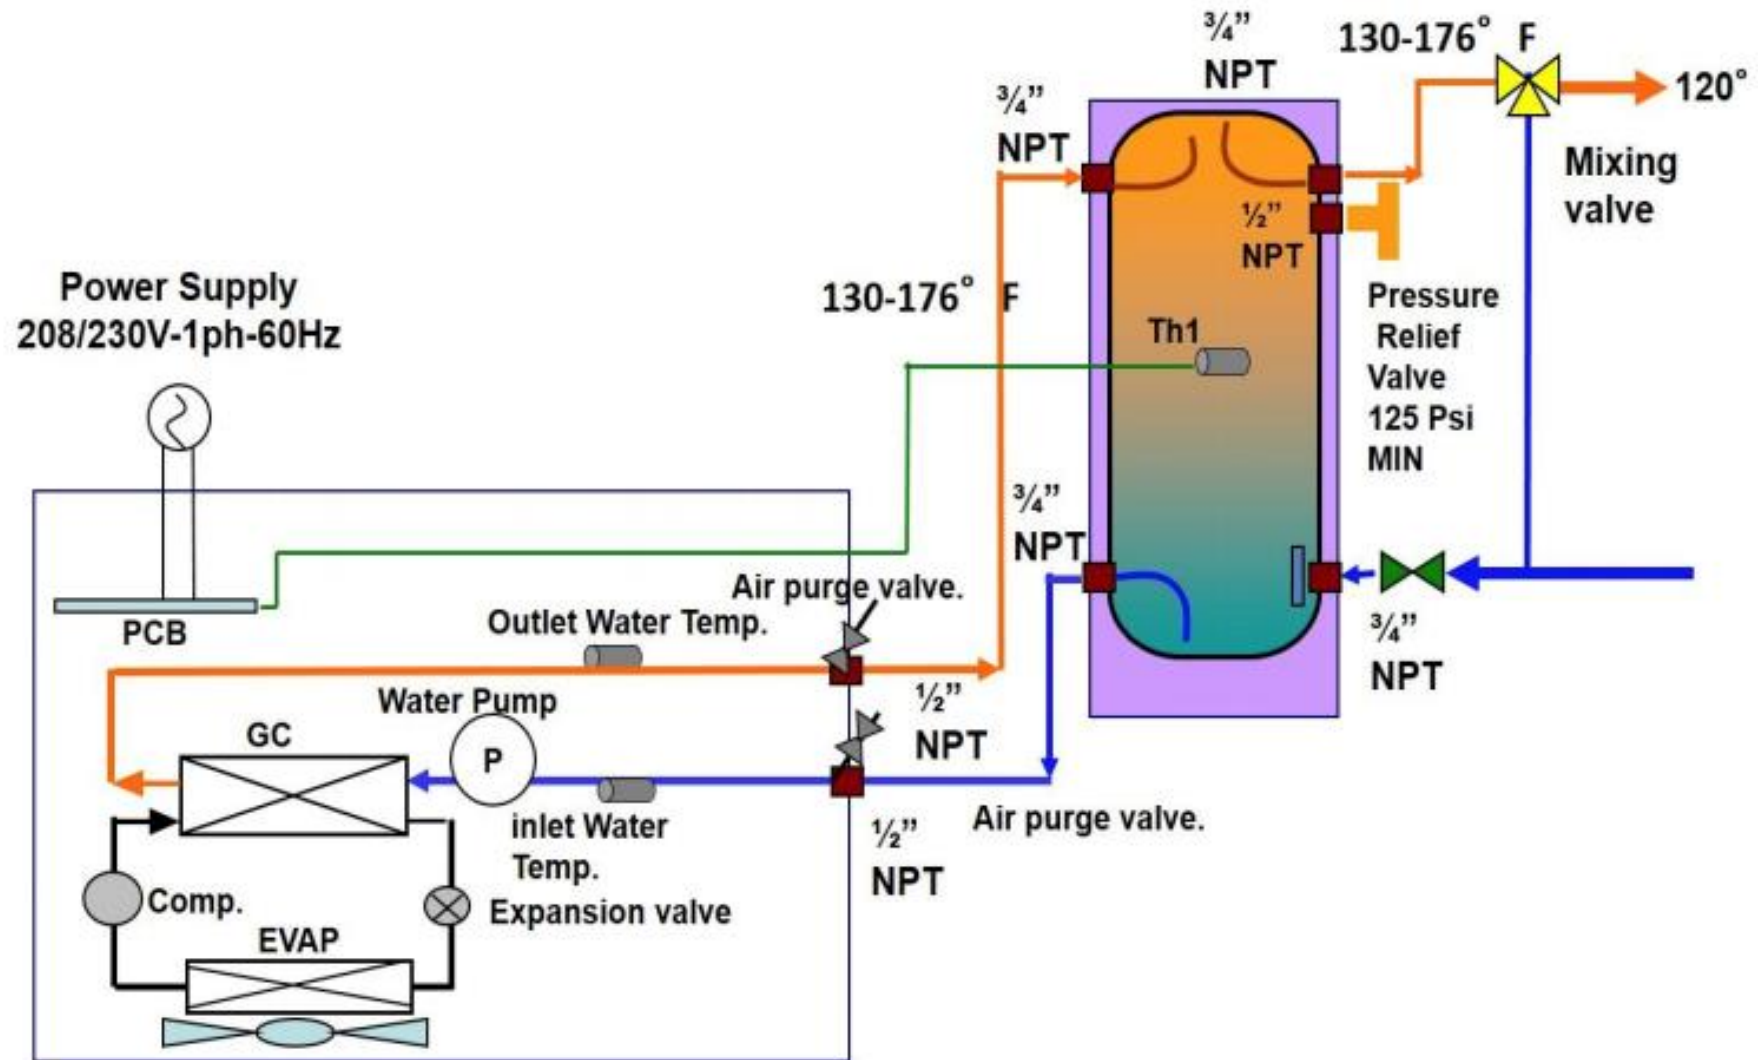 ¾”
NPT
130-176° F
120°
¾”
NPT
Mixing
valve
½”
NPT
Power Supply
208/230V-1ph-60Hz
130-176° F
Th1
Pressure
Relief
Valve
125 Psi
MIN
¾”
NPT
Air purge valve.
PCB
Outlet Water Temp.
¾”
NPT
Water Pump
½”
NPT
GC
P
inlet Water
Temp.
Air purge valve.
½”
NPT
Comp.
Expansion valve
EVAP